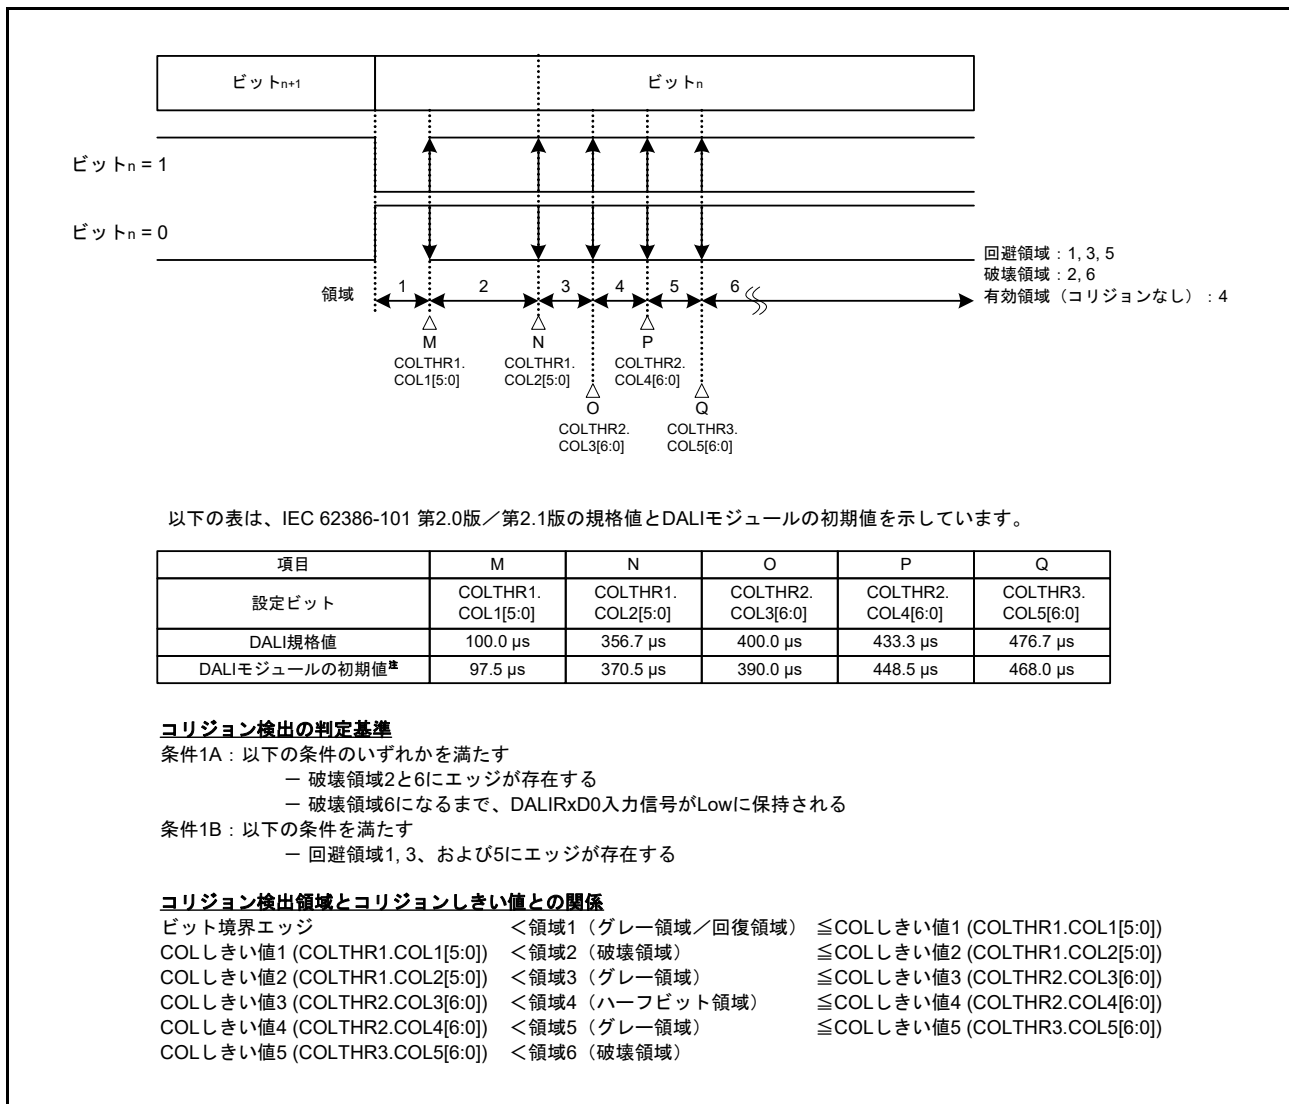 ビットn+1
ビットn
ビットn = 1
ビットn = 0
回避領域：1, 3, 5
破壊領域：2, 6
有効領域（コリジョンなし）：4
領域
1
2
3
4
5
6
M
COLTHR1.
COL1[5:0]
N
COLTHR1.
COL2[5:0]
P
COLTHR2.
COL4[6:0]
O
COLTHR2.
COL3[6:0]
Q
COLTHR3.
COL5[6:0]
以下の表は、IEC 62386-101 第2.0版／第2.1版の規格値とDALIモジュールの初期値を示しています。
項目 M N O P Q
設定ビット COLTHR1. COL1[5:0] COLTHR1. COL2[5:0] COLTHR2. COL3[6:0] COLTHR2. COL4[6:0] COLTHR3. COL5[6:0]
DALI規格値 100.0 µs 356.7 µs 400.0 µs 433.3 µs 476.7 µs
DALIモジュールの初期値注 97.5 µs 370.5 µs 390.0 µs 448.5 µs 468.0 µs
コリジョン検出の判定基準
条件1A：以下の条件のいずれかを満たす
－ 破壊領域2と6にエッジが存在する
－ 破壊領域6になるまで、DALIRxD0入力信号がLowに保持される
条件1B：以下の条件を満たす
－ 回避領域1, 3、および5にエッジが存在する
コリジョン検出領域とコリジョンしきい値との関係
ビット境界エッジ ＜領域1（グレー領域／回復領域） ≦COLしきい値1 (COLTHR1.COL1[5:0])
COLしきい値1 (COLTHR1.COL1[5:0]) ＜領域2（破壊領域） ≦COLしきい値2 (COLTHR1.COL2[5:0])
COLしきい値2 (COLTHR1.COL2[5:0]) ＜領域3（グレー領域） ≦COLしきい値3 (COLTHR2.COL3[6:0])
COLしきい値3 (COLTHR2.COL3[6:0]) ＜領域4（ハーフビット領域） ≦COLしきい値4 (COLTHR2.COL4[6:0])
COLしきい値4 (COLTHR2.COL4[6:0]) ＜領域5（グレー領域） ≦COLしきい値5 (COLTHR3.COL5[6:0])
COLしきい値5 (COLTHR3.COL5[6:0]) ＜領域6（破壊領域）